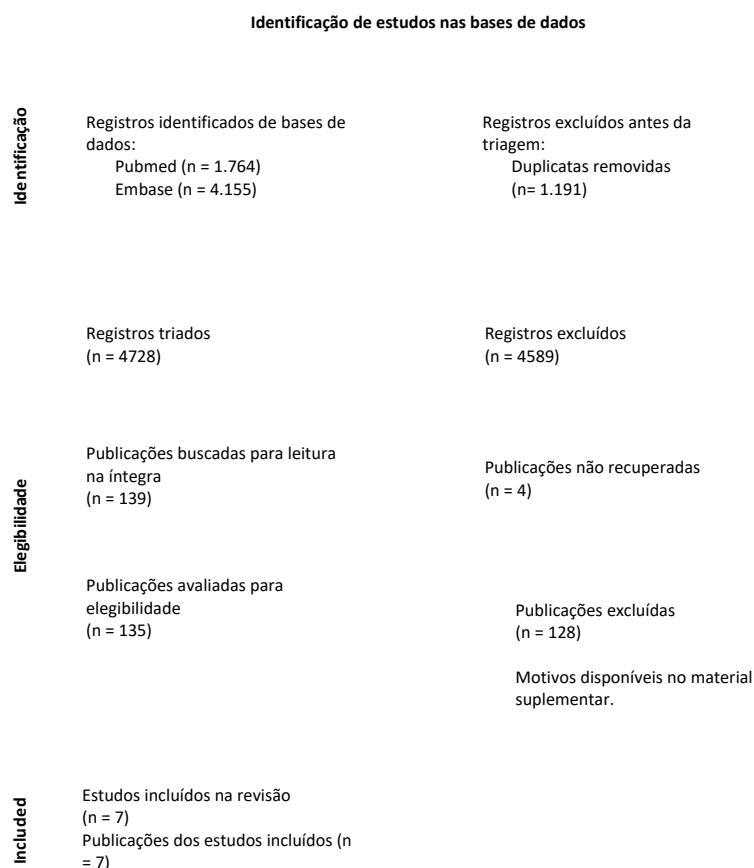 Identificação de estudos nas bases de dados
Identificação
Registros identificados de bases de
dados:
Pubmed (n = 1.764)
Embase (n = 4.155)
Registros excluídos antes da
triagem:
Duplicatas removidas
(n= 1.191)
Registros triados
(n = 4728)
Registros excluídos
(n = 4589)
Elegibilidade
Publicações buscadas para leitura
na íntegra
(n = 139)
Publicações não recuperadas
(n = 4)
Publicações avaliadas para
elegibilidade
(n = 135)
Publicações excluídas
(n = 128)
Motivos disponíveis no material
suplementar.
Included
Estudos incluídos na revisão
(n = 7)
Publicações dos estudos incluídos (n
= 7)